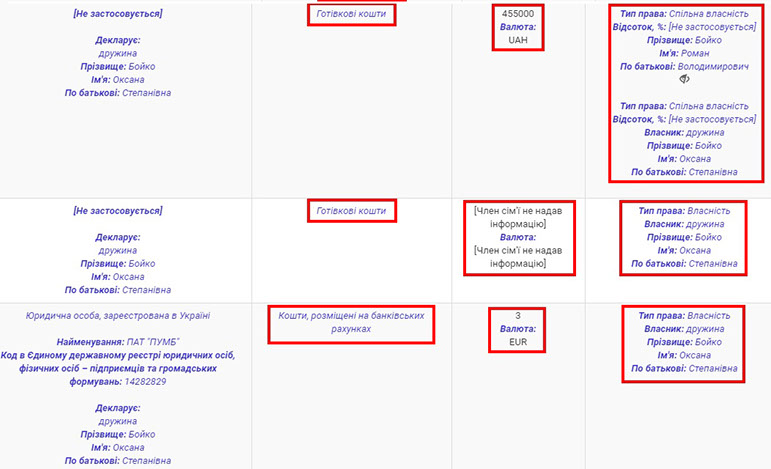 [Не застосовується]
Декларує:
дружина
Прізвище: Бойко
Ім'я: Оксана
По батькові: Степанівна
Готівкові кошти
455000
Валюта:
UAH
Тип права: Спільна власність
Відсоток, %: [Не застосовується]
Прізвище: Бойко
Ім'я: Роман
По батькові: Володимирович
Тип права: Спільна власність
Відсоток, %: [Не застосовується]
Власник: дружина
Прізвище: Бойко
Ім'я: Оксана
По батькові: Степанівна
[Не застосовується]
Декларує:
дружина
Прізвище: Бойко
Ім'я: Оксана
По батькові: Степанівна
Готівкові кошти
[Член сім'ї не надав
інформацію]
Валюта:
[Член сім'ї не надав
інформацію]
Тип права: Власність
Власник: дружина
Прізвище: Бойко
Ім'я: Оксана
По батькові: Степанівна
Юридична особа, зареєстрована в Україні
Найменування: ПАТ "ПУМБ"
Код в Єдиному державному реєстрі юридичних осіб,
фізичних осіб – підприємців та громадських
формувань: 14282829
Декларує:
дружина
Прізвище: Бойко
Ім'я: Оксана
По батькові: Степанівна
Кошти, розміщені на банківських
рахунках
3
Валюта:
EUR
Тип права: Власність
Власник: дружина
Прізвище: Бойко
Ім'я: Оксана
По батькові: Степанівна